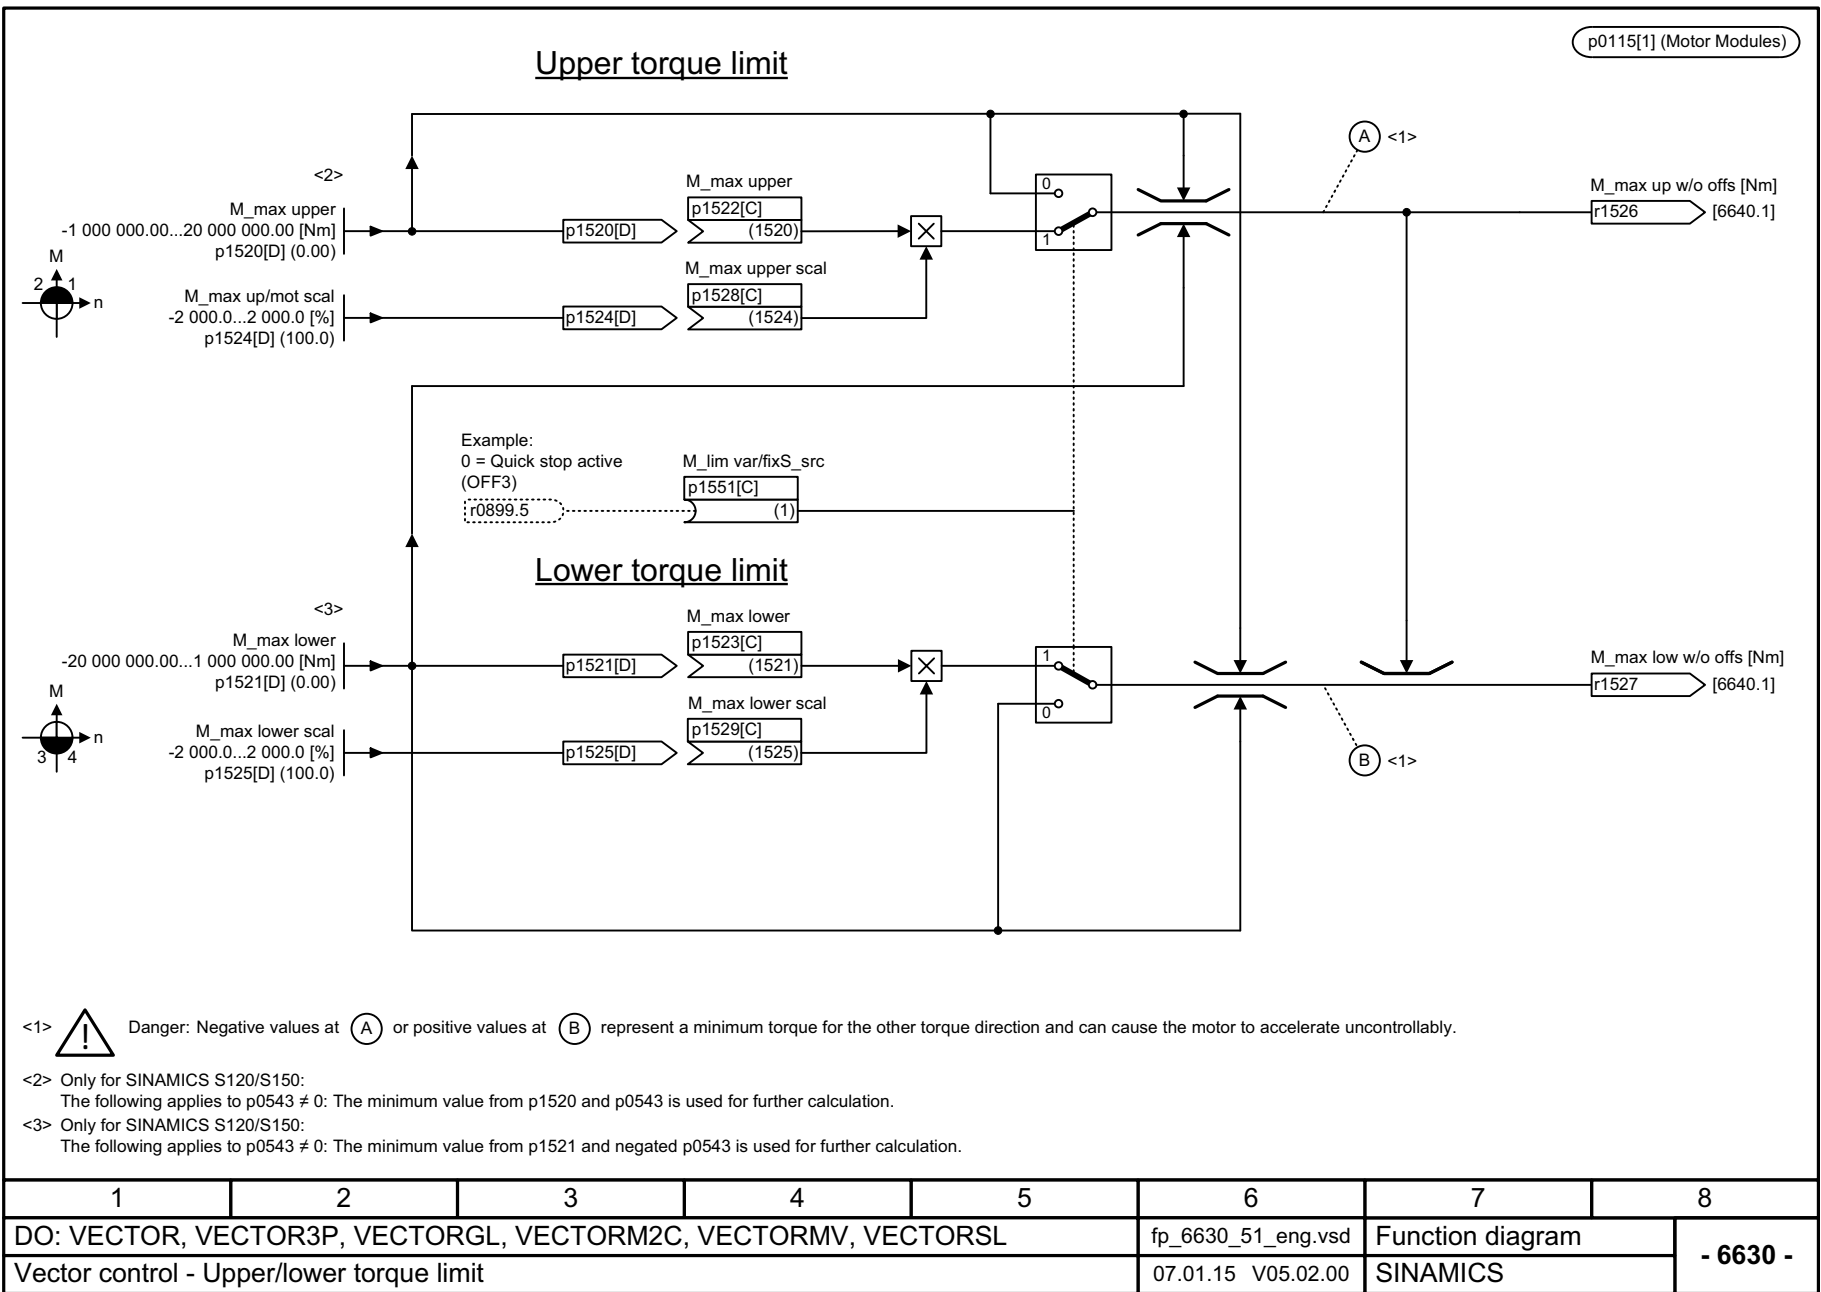 p0115[1] (Motor Modules)
Upper torque limit
A <1>
<2>
M_max upper
-1 000 000.00...20 000 000.00 [Nm]
p1520[D] (0.00)
p1520[D]
M_max upper
p1522[C]
(1520)
0
1
M_max up w/o offs [Nm]
r1526
[6640.1]
M
2 1
n
M_max up/mot scal
-2 000.0...2 000.0 [%]
p1524[D] (100.0)
p1524[D]
M_max upper scal
p1528[C]
(1524)
Example:
0 = Quick stop active
(OFF3)
r0899.5
M_lim var/fixS_src
p1551[C]
(1)
Lower torque limit
<3>
M_max lower
-20 000 000.00...1 000 000.00 [Nm]
p1521[D] (0.00)
p1521[D]
M_max lower
p1523[C]
(1521)
1
0
M_max low w/o offs [Nm]
r1527
[6640.1]
M
n
3 4
M_max lower scal
-2 000.0...2 000.0 [%]
p1525[D] (100.0)
p1525[D]
M_max lower scal
p1529[C]
(1525)
B <1>
<1> ! Danger: Negative values at A or positive values at B represent a minimum torque for the other torque direction and can cause the motor to accelerate uncontrollably.
<2> Only for SINAMICS S120/S150:
The following applies to p0543 ≠ 0: The minimum value from p1520 and p0543 is used for further calculation.
<3> Only for SINAMICS S120/S150:
The following applies to p0543 ≠ 0: The minimum value from p1521 and negated p0543 is used for further calculation.
1 2 3 4 5 6 7 8
DO: VECTOR, VECTOR3P, VECTORGL, VECTORM2C, VECTORMV, VECTORSL
fp_6630_51_eng.vsd
Function diagram
- 6630 -
Vector control - Upper/lower torque limit
07.01.15 V05.02.00
SINAMICS